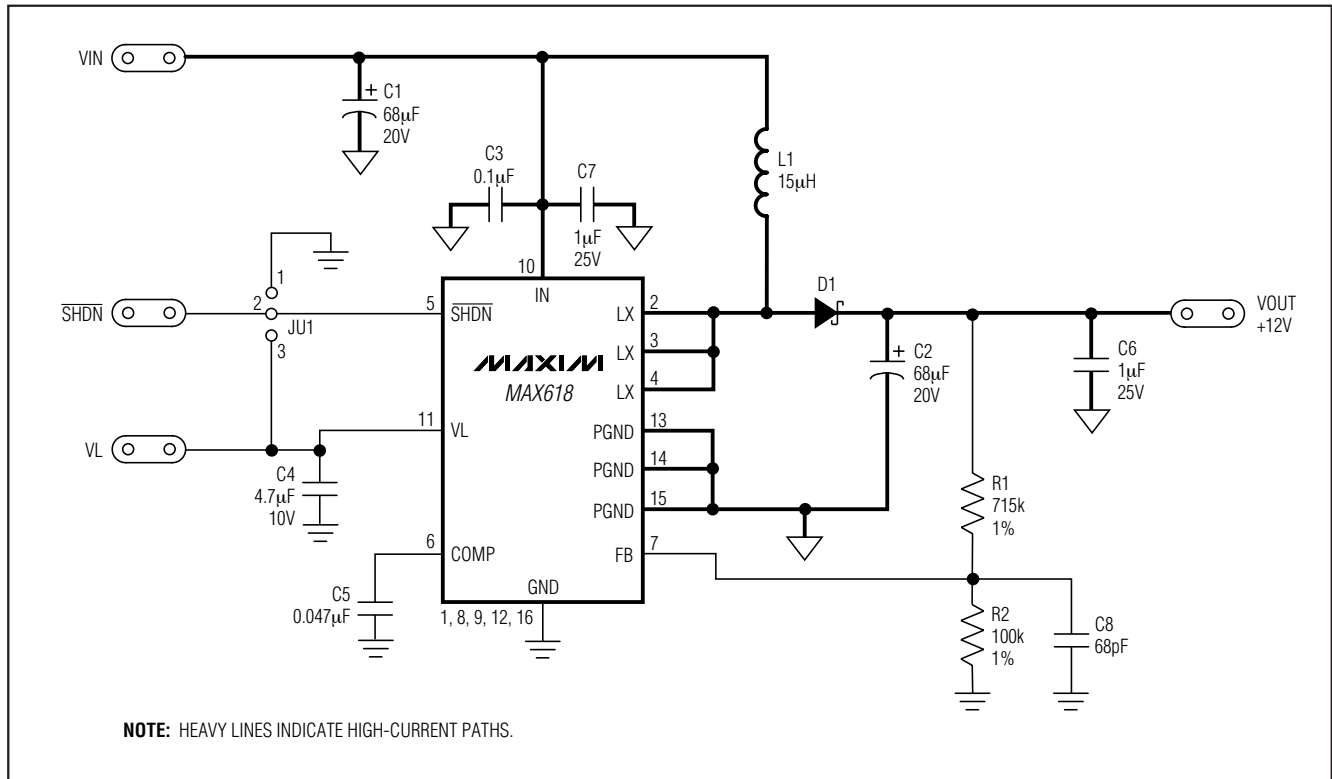 VIN
+ C1
68µF
20V
C3
0.1µF
C7
1µF
25V
L1
15µH
10
IN
1
2
3
JU1
SHDN
5
SHDN
MAXIM
MAX618
LX
2
LX
3
LX
4
D1
VOUT
+12V
+ C2
68µF
20V
C6
1µF
25V
VL
11
VL
C4
4.7µF
10V
PGND
13
PGND
14
PGND
15
R1
715k
1%
6
COMP
C5
0.047µF
FB
7
GND
1, 8, 9, 12, 16
R2
100k
1%
C8
68pF
NOTE: HEAVY LINES INDICATE HIGH-CURRENT PATHS.